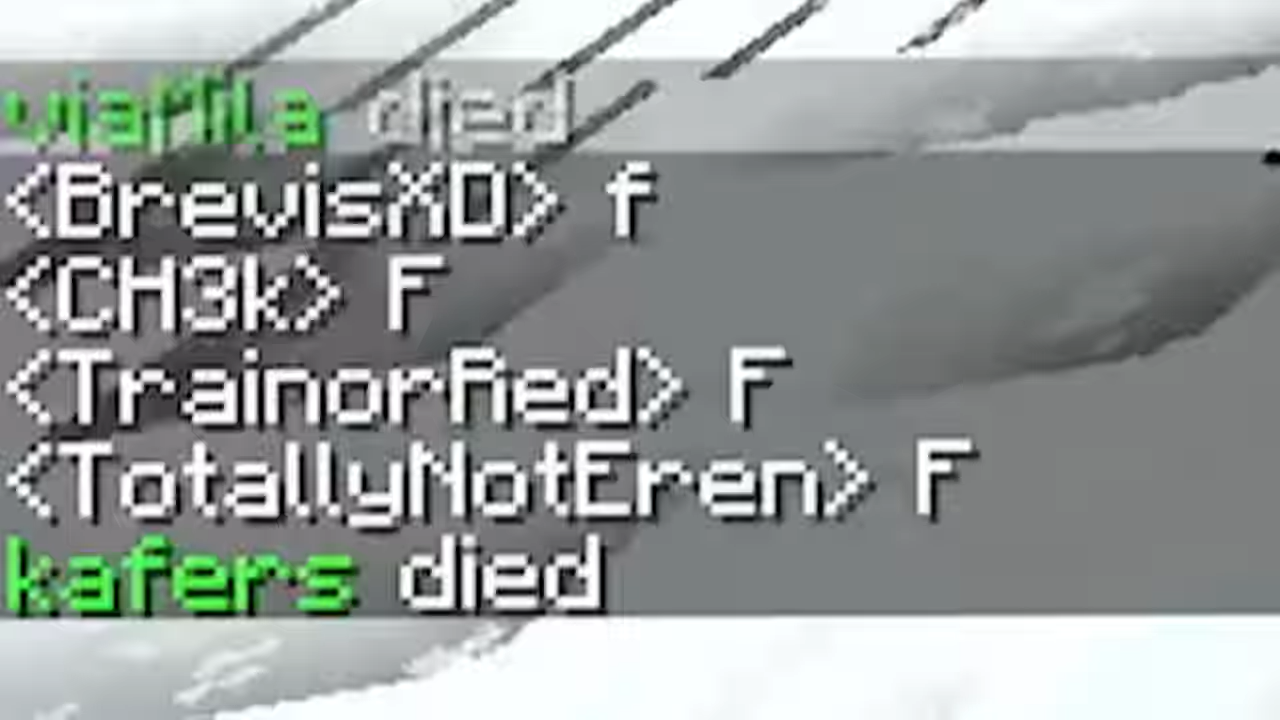 viaMila died
<BrevisXD> f
<CH3k> F
<TrainorRed> F
<TotallyNotEren> F
kafers died